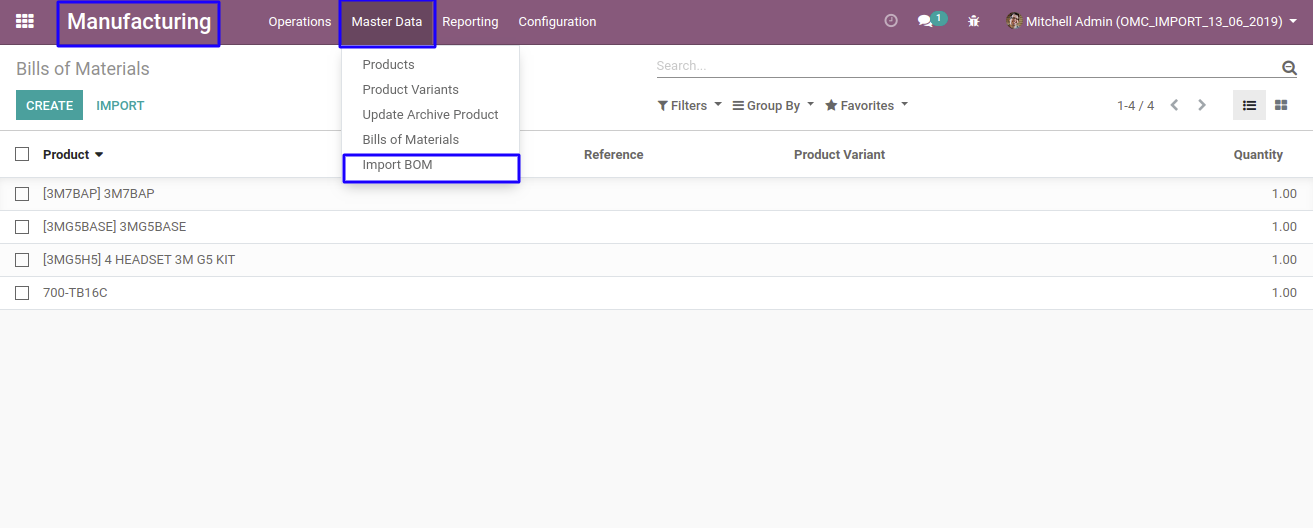 Manufacturing Operations Master Data Reporting Configuration 1 Mitchell Admin (OMC_IMPORT_13_06_2019)
Bills of Materials
Search...
CREATE IMPORT
Products
Product Variants
Update Archive Product
Bills of Materials
Import BOM
Filters Group By Favorites 1-4 / 4
Product Reference Product Variant Quantity
[3M7BAP] 3M7BAP 1.00
[3MG5BASE] 3MG5BASE 1.00
[3MG5H5] 4 HEADSET 3M G5 KIT 1.00
700-TB16C 1.00